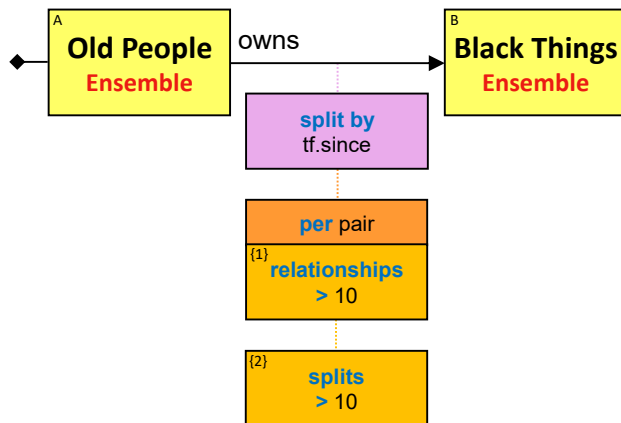 A
Old People
Ensemble
owns
B
Black Things
Ensemble
split by
tf.since
per pair
{1}
relationships
> 10
{2}
splits
> 10